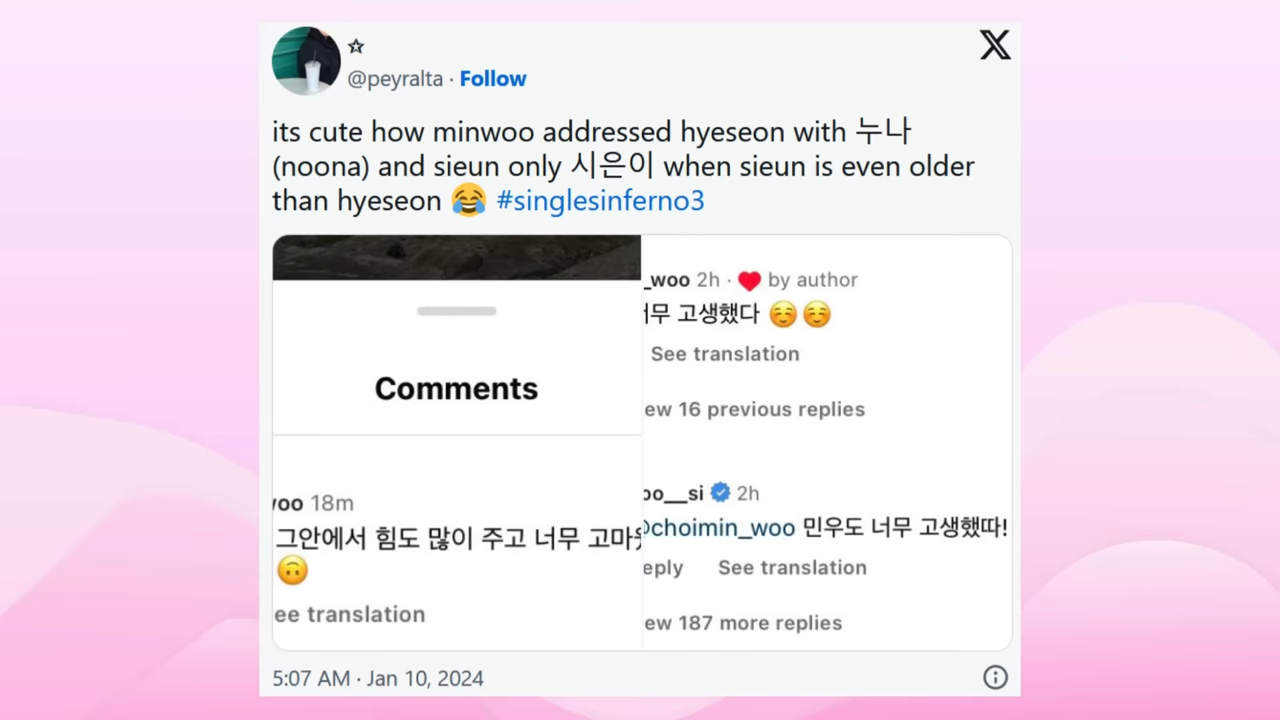 ☆
@peyralta · Follow
its cute how minwoo addressed hyeseon with 누나
(noona) and sieun only 시은이 when sieun is even older
than hyeseon 😂 #singlesinferno3
Comments
woo 18m
그안에서 힘도 많이 주고 너무
🙃
ee translation
_woo 2h · ❤️ by author
너무 고생했다 ☺️ ☺️
See translation
ew 16 previous replies
oo__si 2h
@choimin_woo 민우도 너무 고생했따!
eply See translation
ew 187 more replies
5:07 AM · Jan 10, 2024